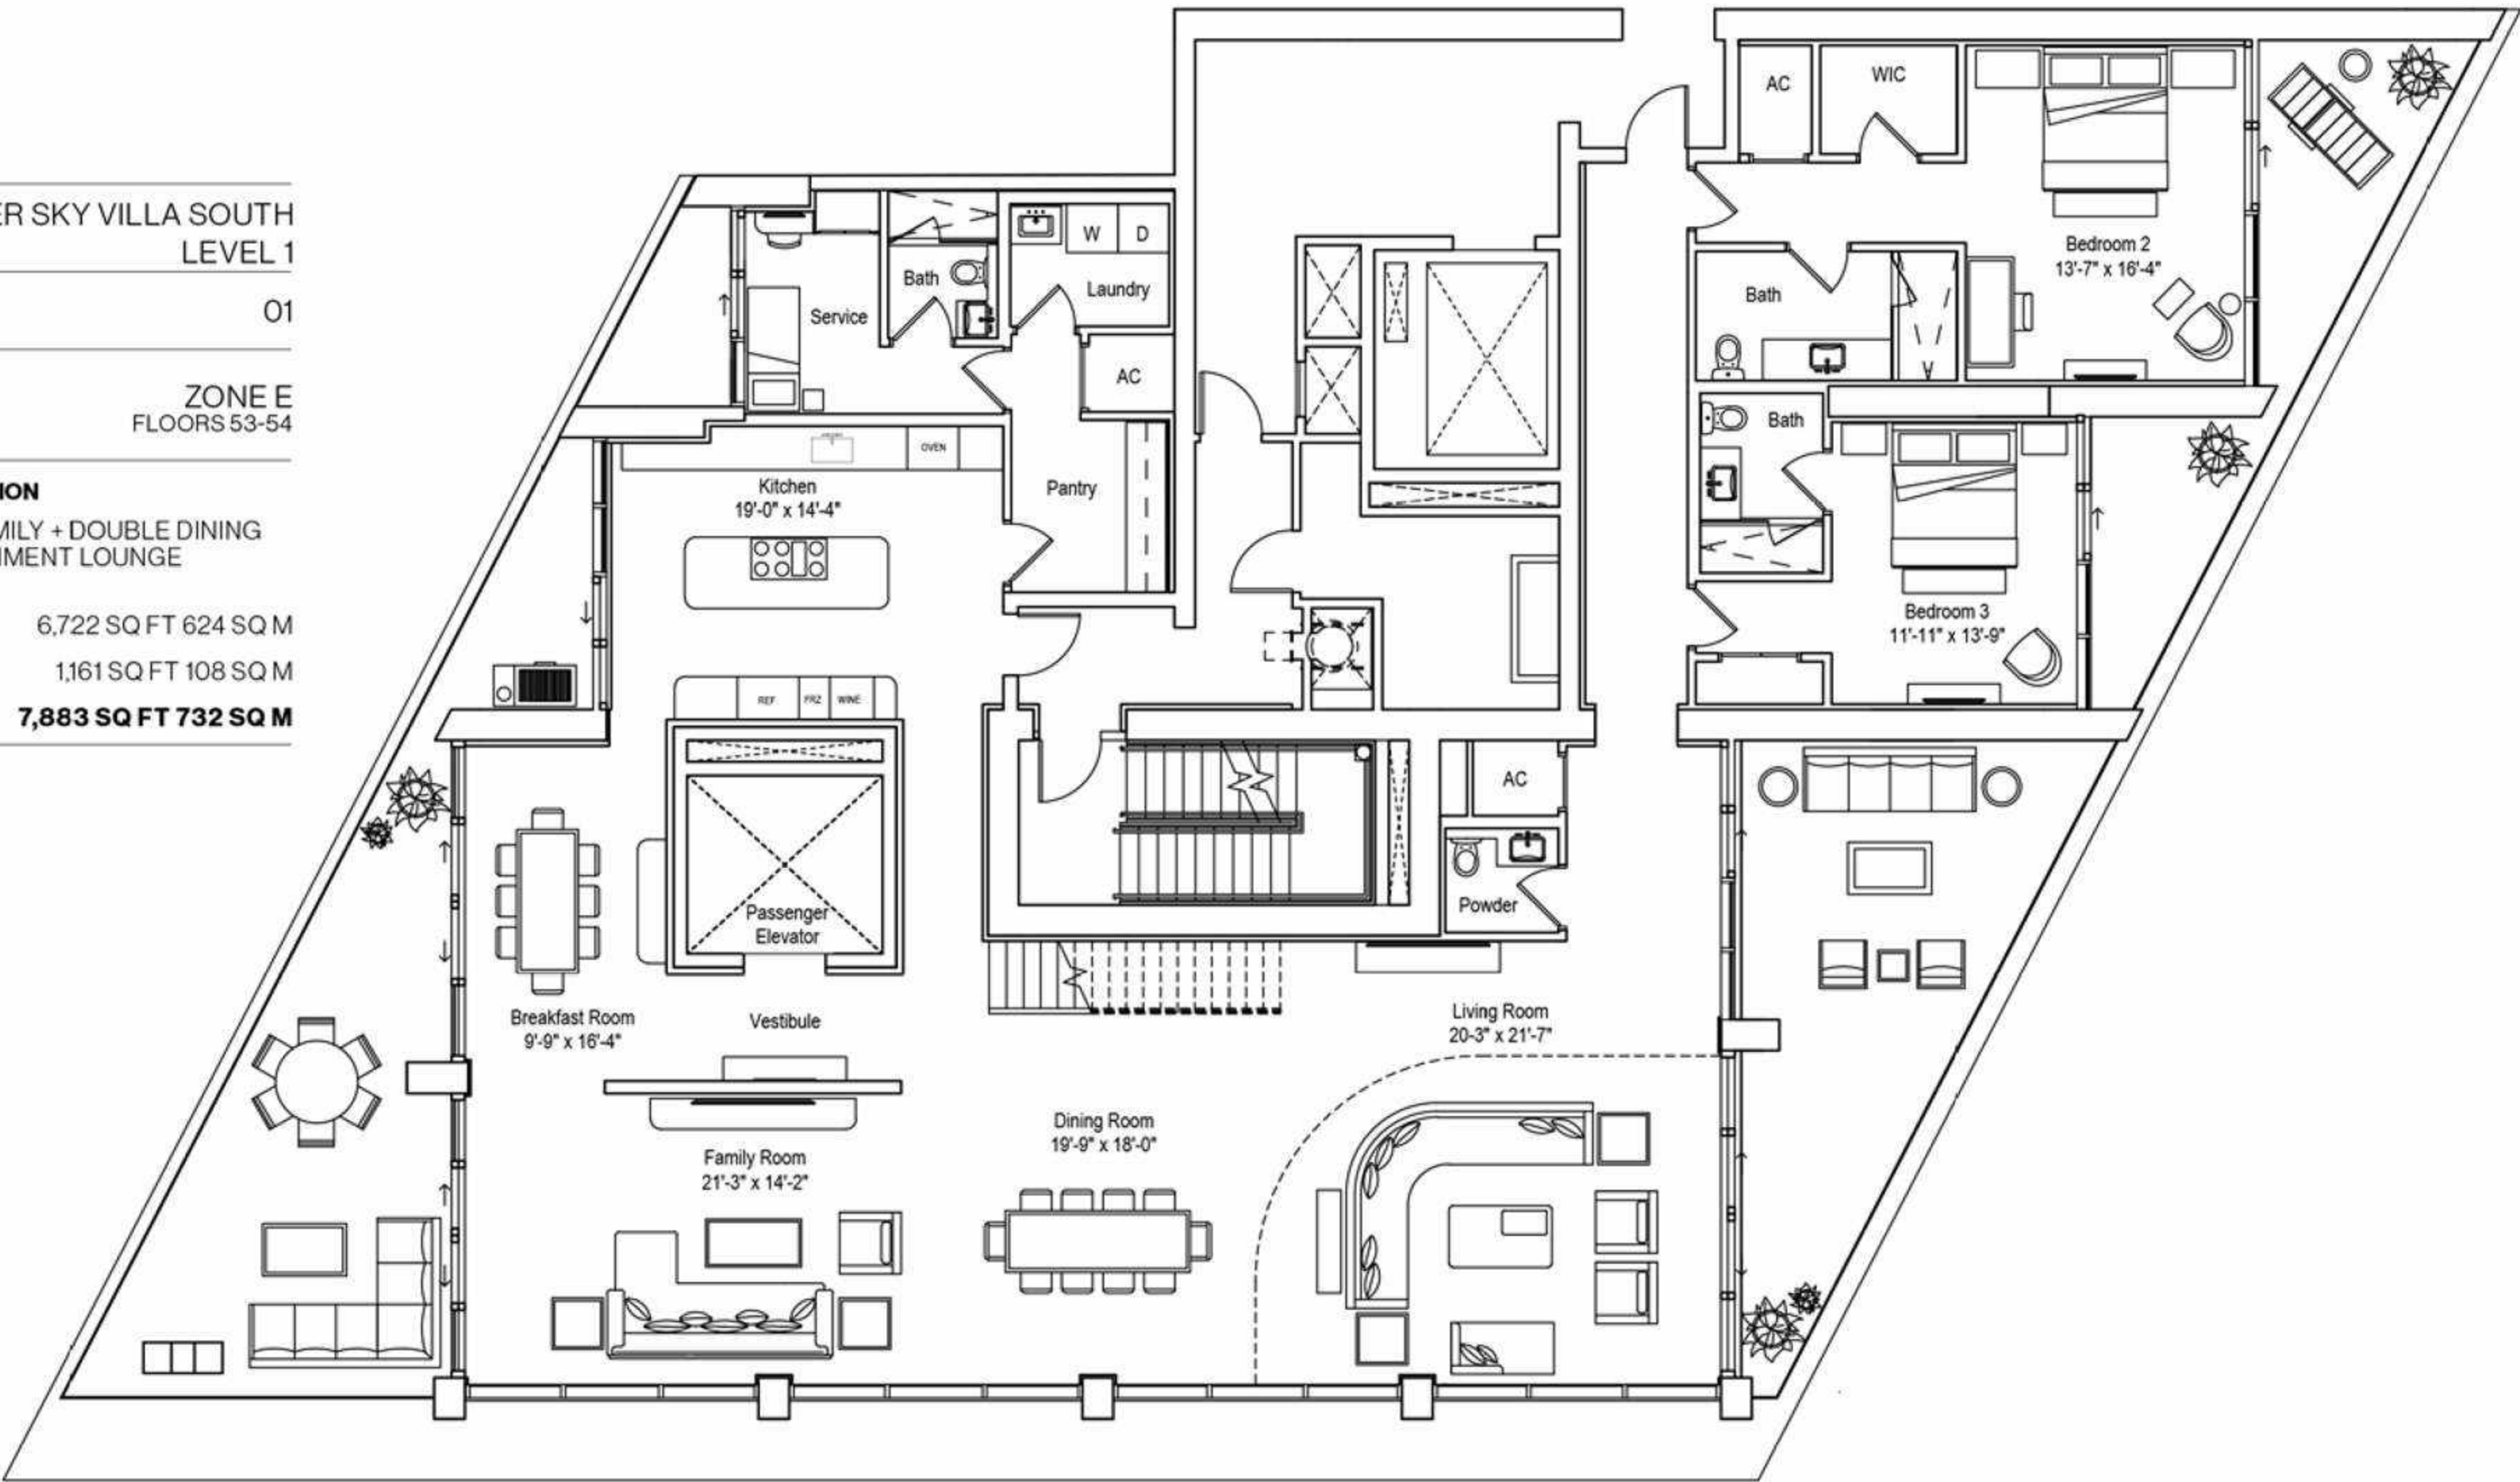 ER SKY VILLA SOUTH
LEVEL 1
01
ZONE E
FLOORS 53-54
ION
MILY + DOUBLE DINING
NMENT LOUNGE
6,722 SQ FT 624 SQ M
1,161 SQ FT 108 SQ M
7,883 SQ FT 732 SQ M
AC
WIC
Bedroom 2
13'-7" x 16'-4"
Bath
W
D
Laundry
Bath
Service
AC
Bath
OVEN
Kitchen
19'-0" x 14'-4"
Pantry
Bedroom 3
11'-11" x 13'-9"
REF
FRZ
WINE
AC
Powder
Passenger
Elevator
Breakfast Room
9'-9" x 16'-4"
Vestibule
Living Room
20-3" x 21'-7"
Dining Room
19'-9" x 18'-0"
Family Room
21'-3" x 14'-2"